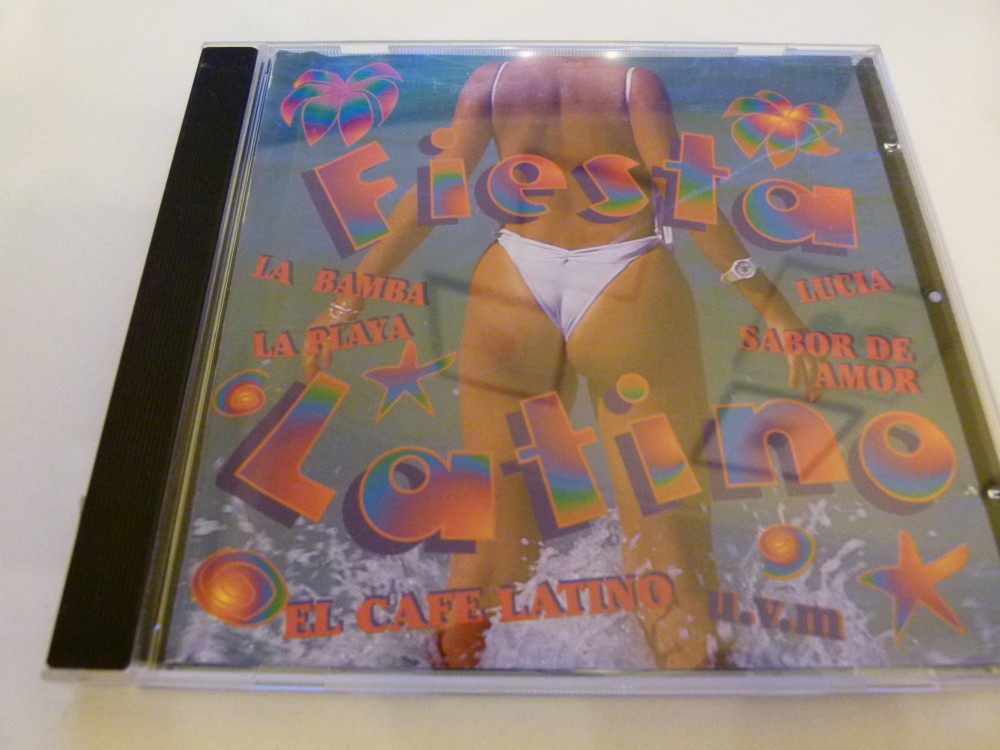 Fiesta
LA BAMBA
LUCIA
LA PLAYA
SABOR DE
AMOR
Latino
EL CAFE LATINO u.v.m